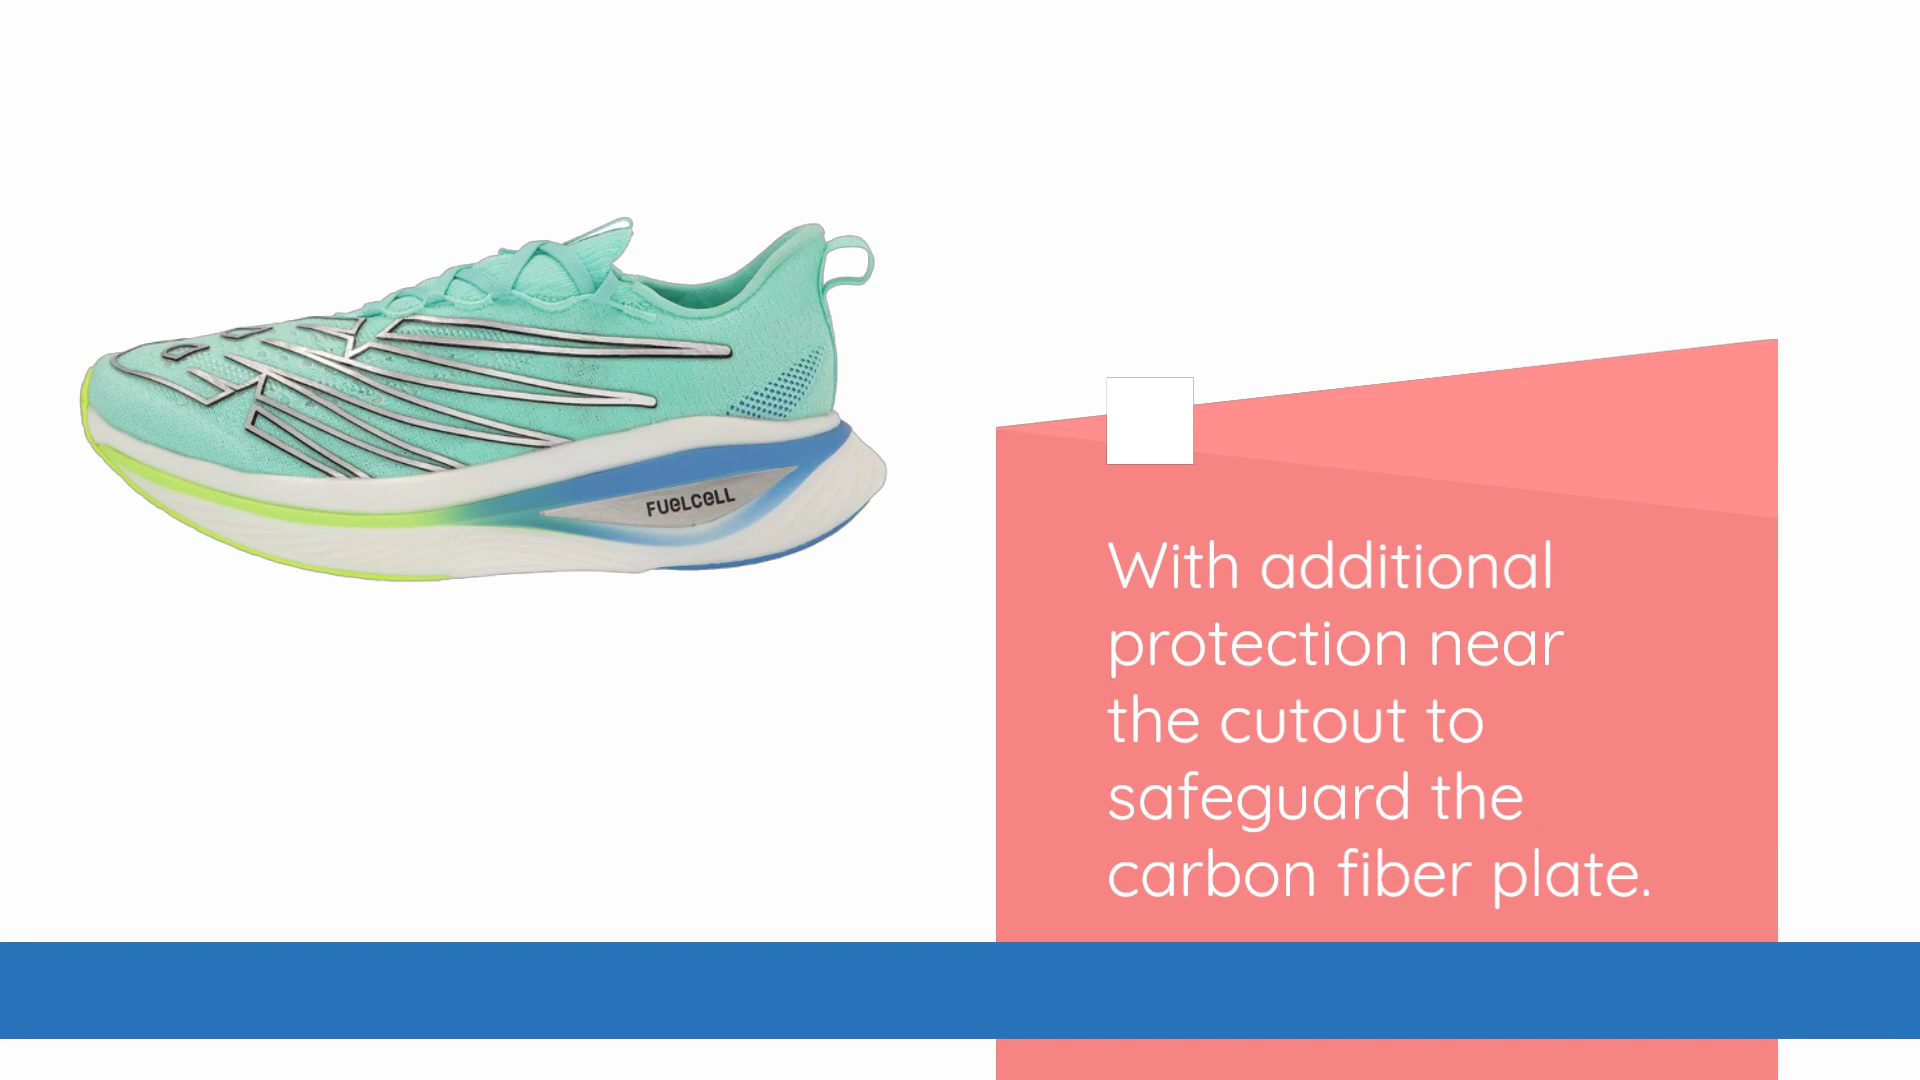 FUELCELL
With additional
protection near
the cutout to
safeguard the
carbon fiber plate.